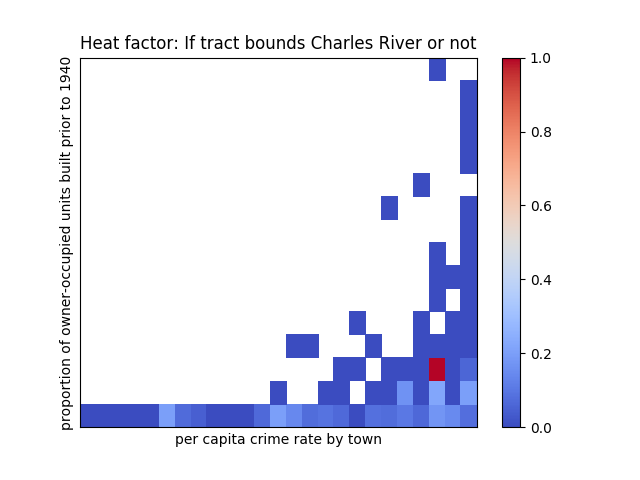 Heat factor: If tract bounds Charles River or not
proportion of owner-occupied units built prior to 1940
per capita crime rate by town
1.0
0.8
0.6
0.4
0.2
0.0